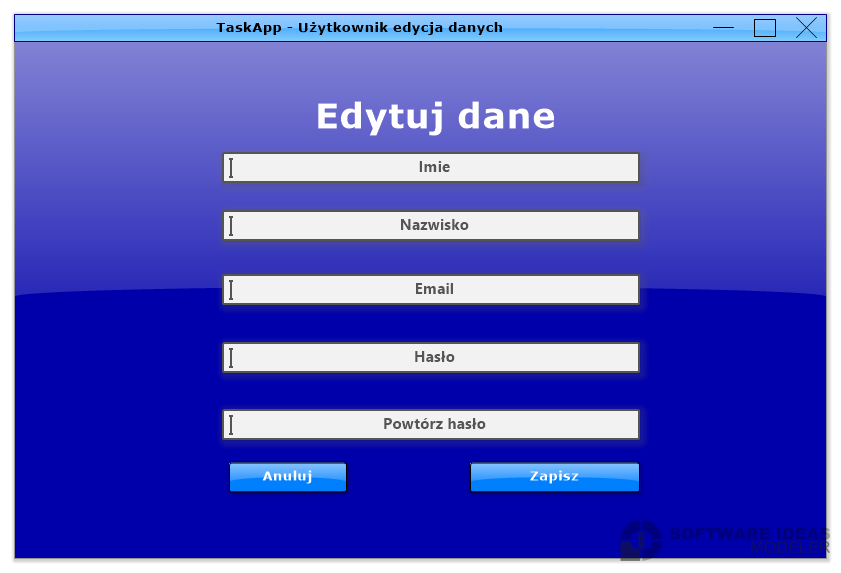 TaskApp - Użytkownik edycja danych
Edytuj dane
Imie
Nazwisko
Email
Hasło
Powtórz hasło
Anuluj
Zapisz
SOFTWARE IDEAS
MODELER